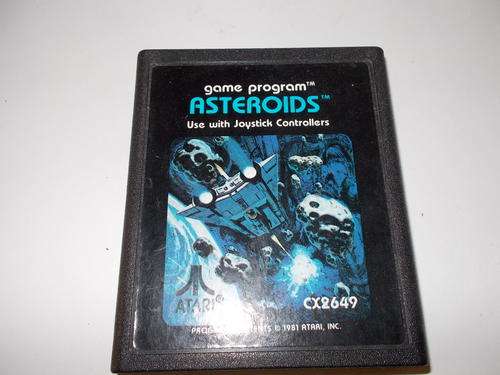 game program™
ASTEROIDS™
Use with Joystick Controllers
ATARI®
CX2649
© 1981 ATARI, INC.